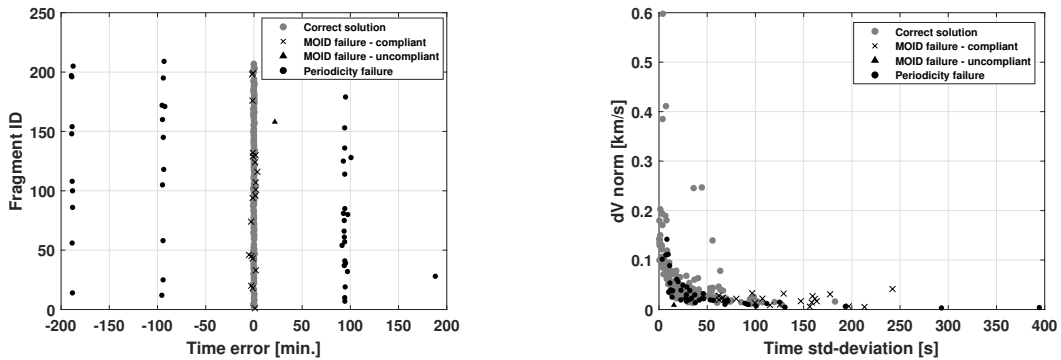 250
200
150
100
50
0
Fragment ID
-200 -150 -100 -50 0 50 100 150 200
Time error [min.]
Correct solution
MOID failure - compliant
MOID failure - uncompliant
Periodicity failure
0.6
0.5
0.4
0.3
0.2
0.1
0
dV norm [km/s]
0 50 100 150 200 250 300 350 400
Time std-deviation [s]
Correct solution
MOID failure - compliant
MOID failure - uncompliant
Periodicity failure